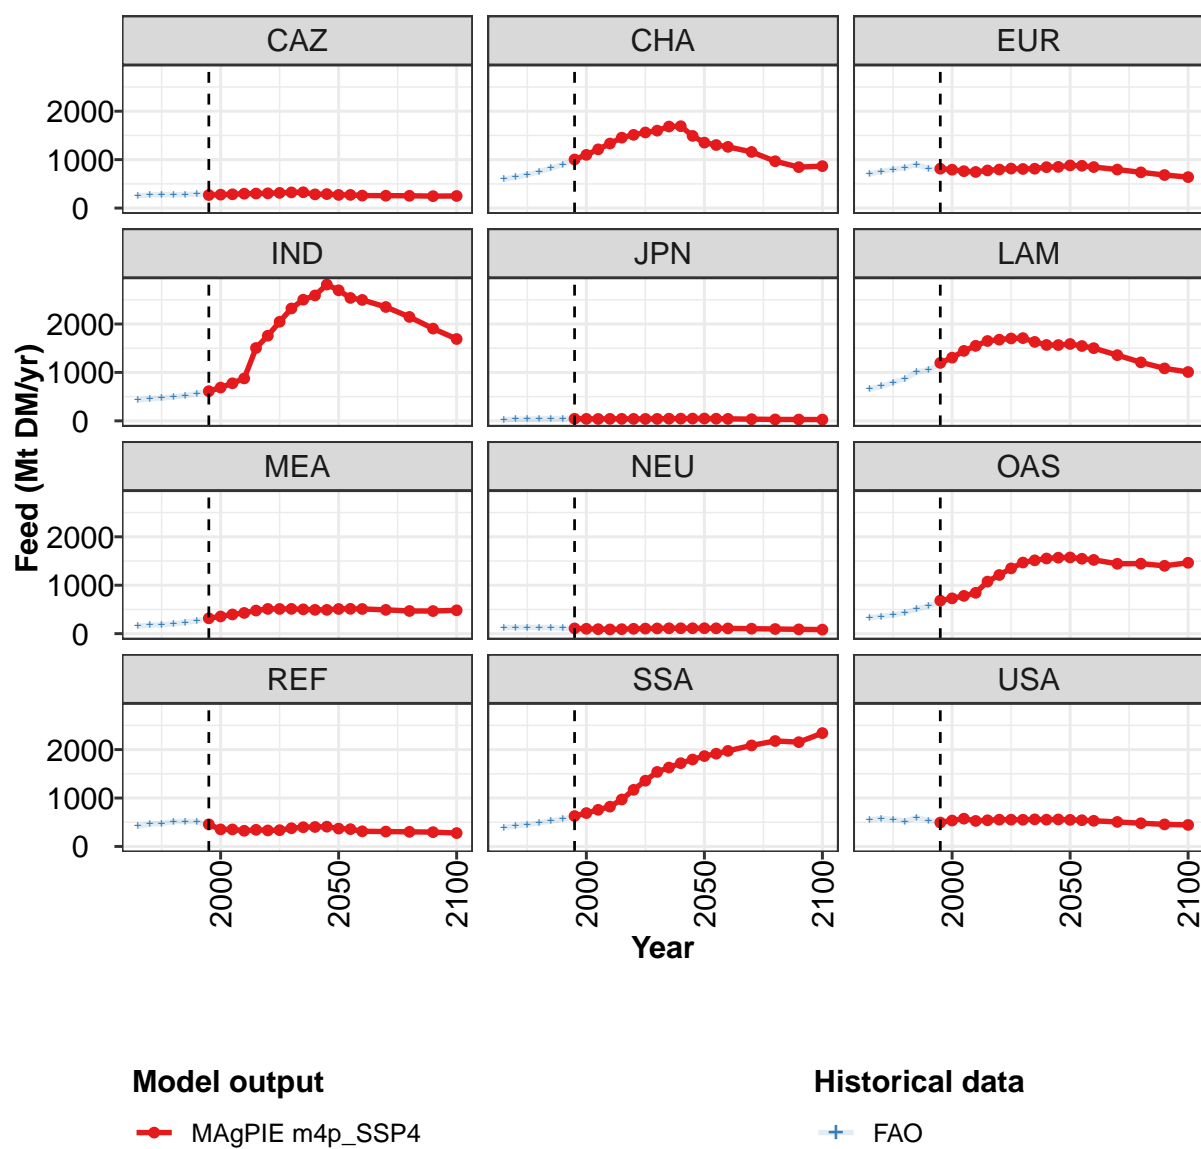 CAZ CHA EUR
2000
1000
0
IND JPN LAM
2000
1000
0
MEA NEU OAS
2000
1000
0
REF SSA USA
2000
1000
0
2000 2050 2100 2000 2050 2100 2000 2050 2100
Feed (Mt DM/yr)
Year
Model output Historical data
MAgPIE m4p_SSP4 FAO